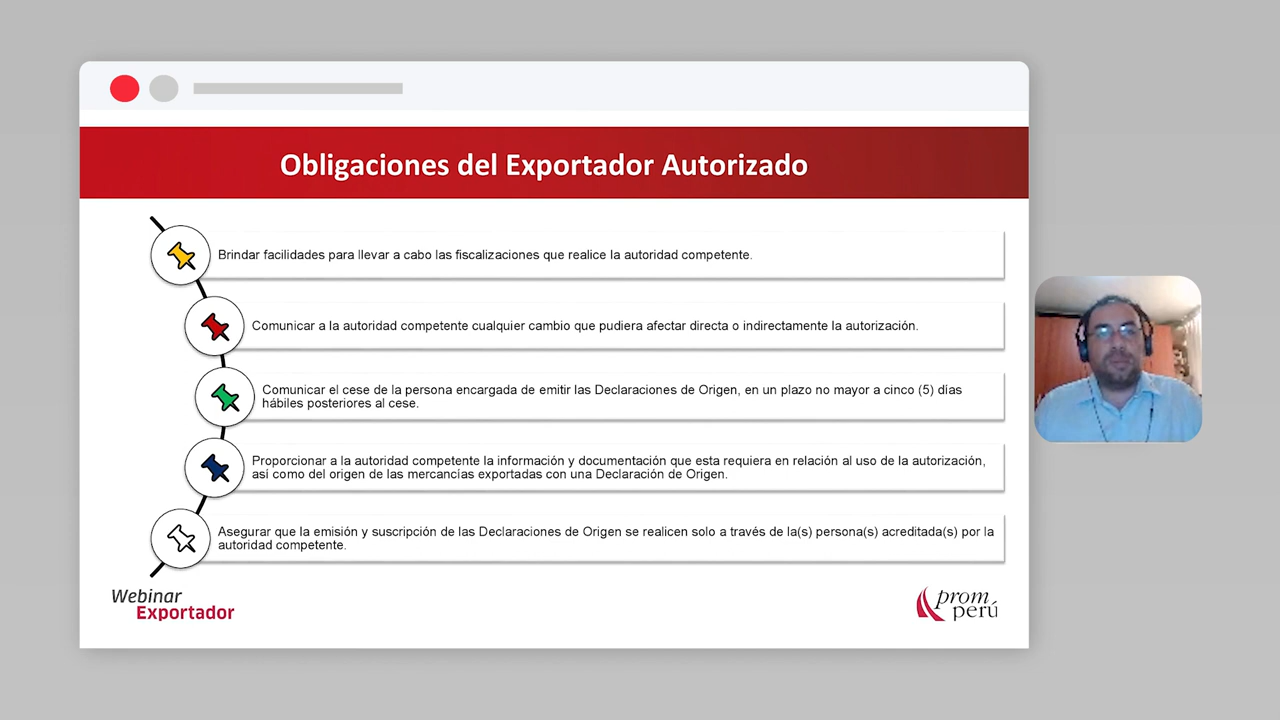 Obligaciones del Exportador Autorizado
Brindar facilidades para llevar a cabo las fiscalizaciones que realice la autoridad competente.
Comunicar a la autoridad competente cualquier cambio que pudiera afectar directa o indirectamente la autorización.
Comunicar el cese de la persona encargada de emitir las Declaraciones de Origen, en un plazo no mayor a cinco (5) días
hábiles posteriores al cese.
Proporcionar a la autoridad competente la información y documentación que esta requiera en relación al uso de la autorización,
así como del origen de las mercancías exportadas con una Declaración de Origen.
Asegurar que la emisión y suscripción de las Declaraciones de Origen se realicen solo a través de la(s) persona(s) acreditada(s) por la
autoridad competente.
Webinar
Exportador
prom
perú